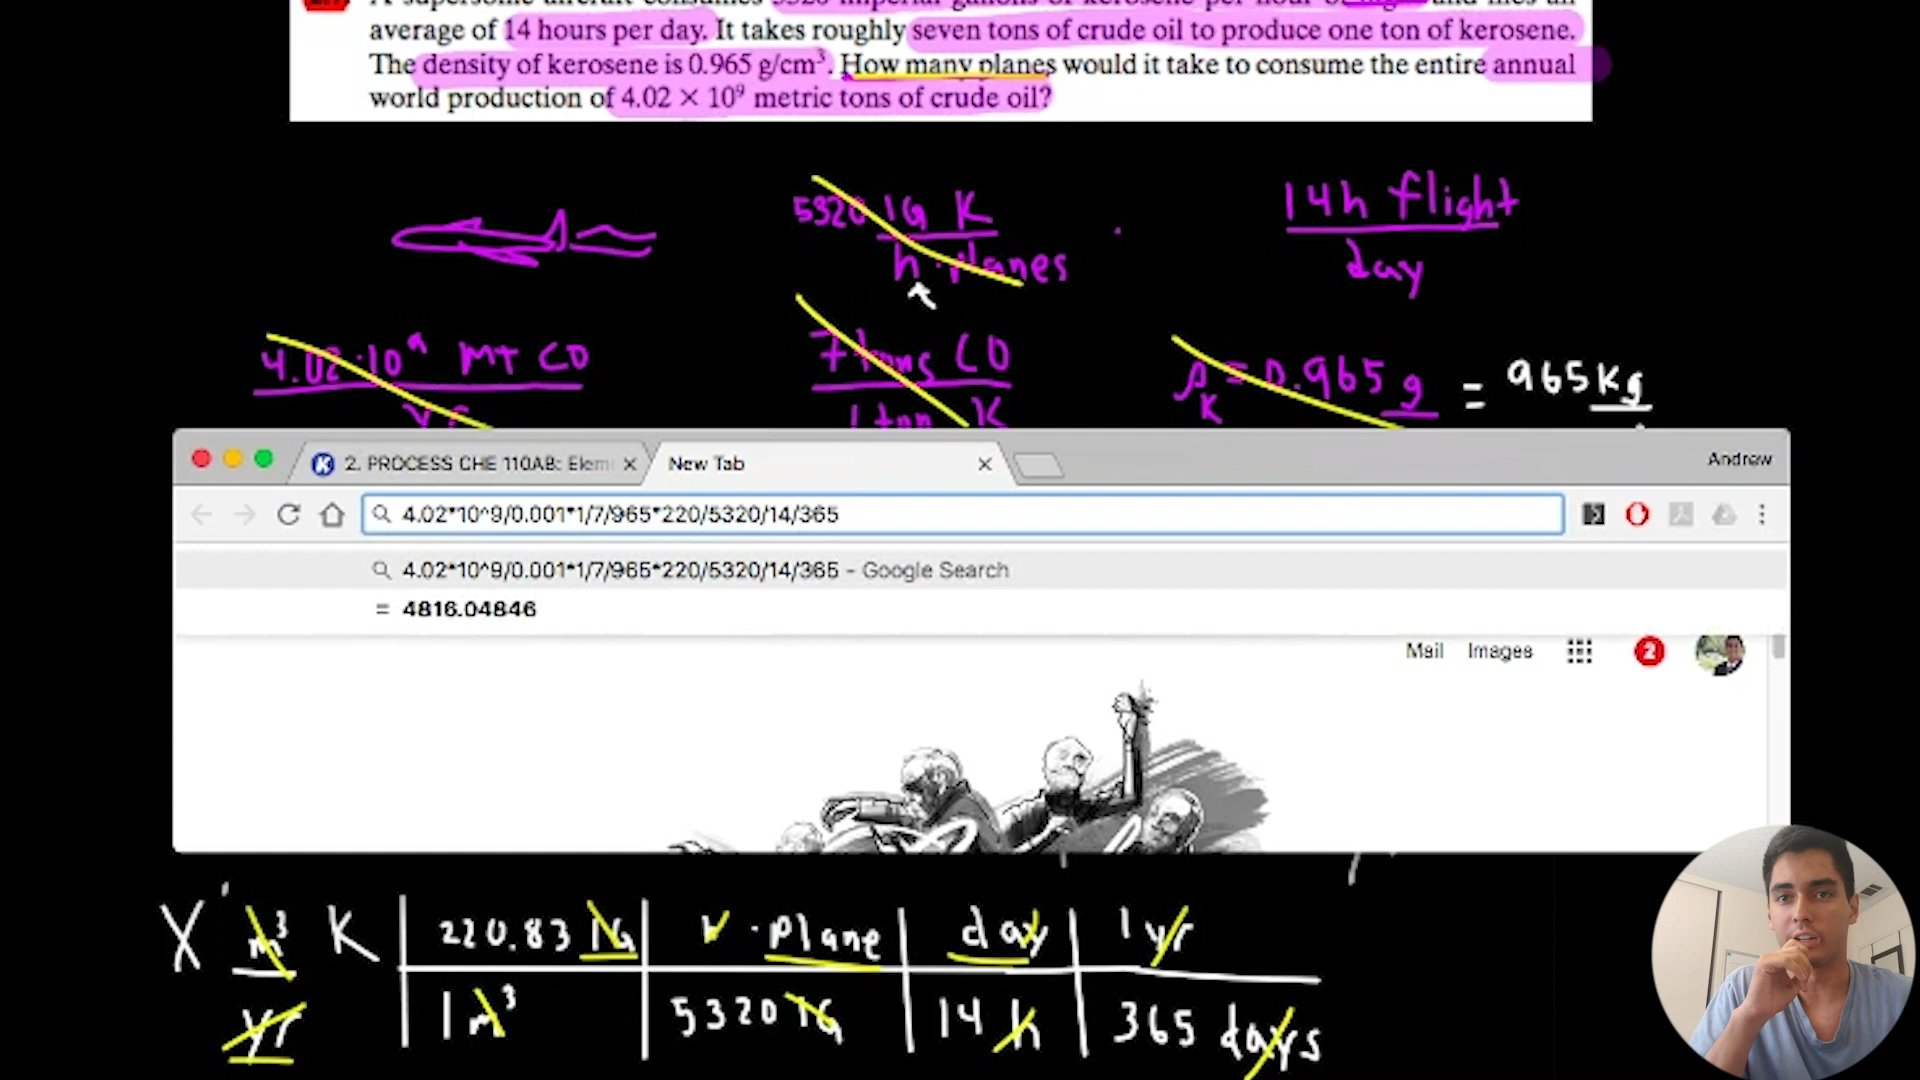 average of 14 hours per day. It takes roughly seven tons of crude oil to produce one ton of kerosene.
The density of kerosene is 0.965 g/cm³. How many planes would it take to consume the entire annual
world production of 4.02 × 10⁹ metric tons of crude oil?
5320 IG K
h · planes
14h flight
day
4.02·10⁹ MT CO
7 tons CO
1 ton K
ρK = 0.965 g = 965 Kg
2. PROCESS CHE 110AB: Elem
New Tab
Andrew
4.02*10^9/0.001*1/7/965*220/5320/14/365
4.02*10^9/0.001*1/7/965*220/5320/14/365 - Google Search
= 4816.04846
Mail Images
2
X m³ K 220.83 IG h · plane day 1 yr
yr 1 m³ 5320 IG 14 h 365 days